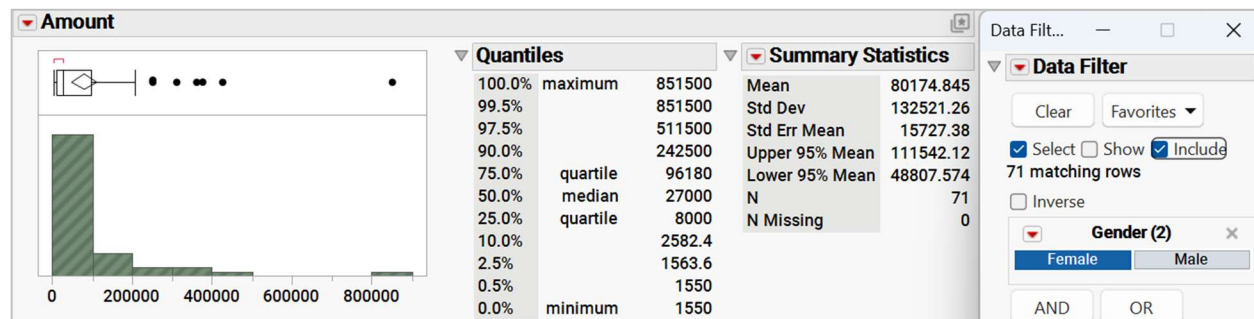 Amount
0 200000 400000 600000 800000
Quantiles
100.0% maximum 851500
99.5% 851500
97.5% 511500
90.0% 242500
75.0% quartile 96180
50.0% median 27000
25.0% quartile 8000
10.0% 2582.4
2.5% 1563.6
0.5% 1550
0.0% minimum 1550
Summary Statistics
Mean 80174.845
Std Dev 132521.26
Std Err Mean 15727.38
Upper 95% Mean 111542.12
Lower 95% Mean 48807.574
N 71
N Missing 0
Data Filt...
Data Filter
Clear Favorites
Select Show Include
71 matching rows
Inverse
Gender (2)
Female Male
AND OR